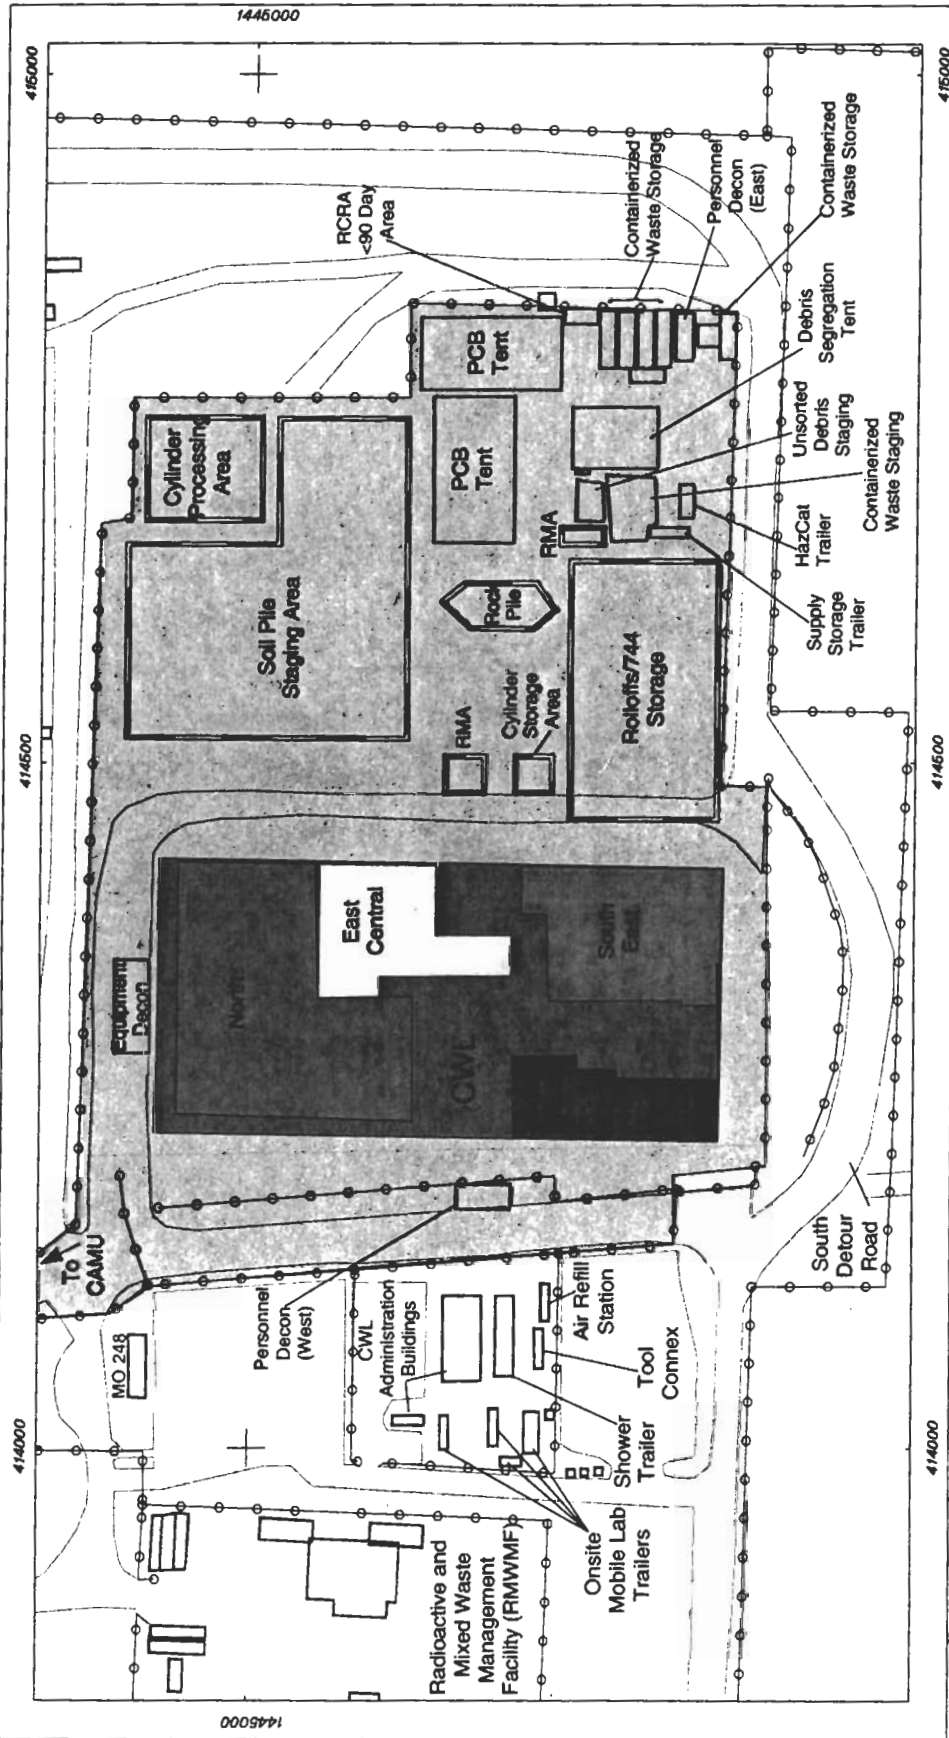 1445000
415000
415000
RCRA
<90 Day
Area
Containerized
Waste Storage
Personnel
Decon
(East)
Containerized
Waste Storage
PCB
Tent
Cylinder
Processing
Area
PCB
Tent
Debris
Segregation
Tent
Unsorted
Debris
Staging
Containerized
Waste Staging
RMA
HazCat
Trailer
Supply
Storage
Trailer
Soil Pile
Staging Area
Rock
Pile
Rolloffs/744
Storage
RMA
Cylinder
Storage
Area
414500
414500
East
Central
South
East
North
CWL
Equipment
Decon
To
CAMU
Personnel
Decon
(West)
South
Detour
Road
MO 248
CWL
Administration
Buildings
Air Refill
Station
Tool
Connex
Shower
Trailer
Onsite
Mobile Lab
Trailers
414000
414000
Radioactive and
Mixed Waste
Management
Facility (RMWMF)
1445000